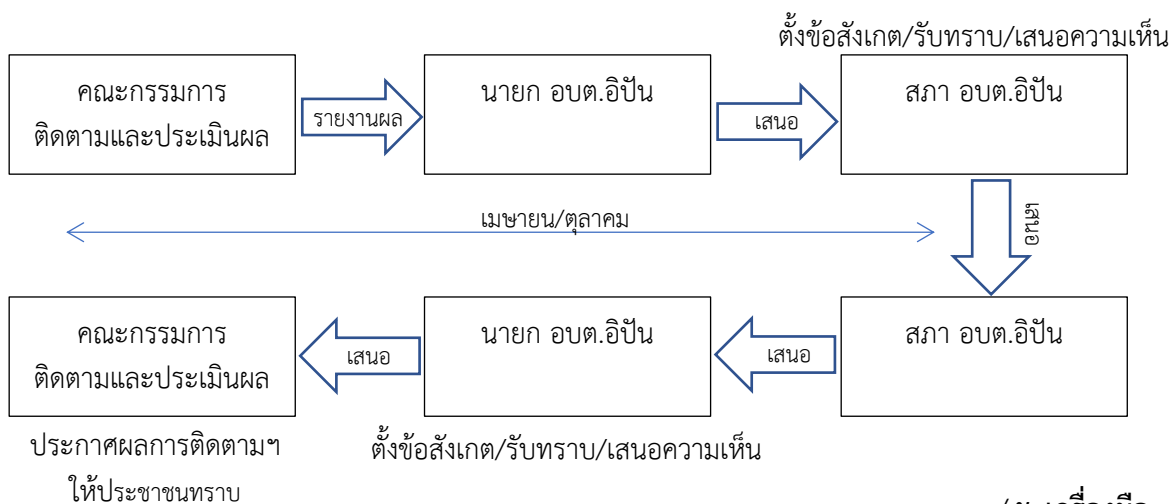 ตั้งข้อสังเกต/รับทราบ/เสนอความเห็น
คณะกรรมการ
ติดตามและประเมินผล
รายงานผล
นายก อบต.อิปัน
เสนอ
สภา อบต.อิปัน
เมษายน/ตุลาคม
เสนอ
คณะกรรมการ
ติดตามและประเมินผล
เสนอ
นายก อบต.อิปัน
เสนอ
สภา อบต.อิปัน
ประกาศผลการติดตามฯ
ให้ประชาชนทราบ
ตั้งข้อสังเกต/รับทราบ/เสนอความเห็น